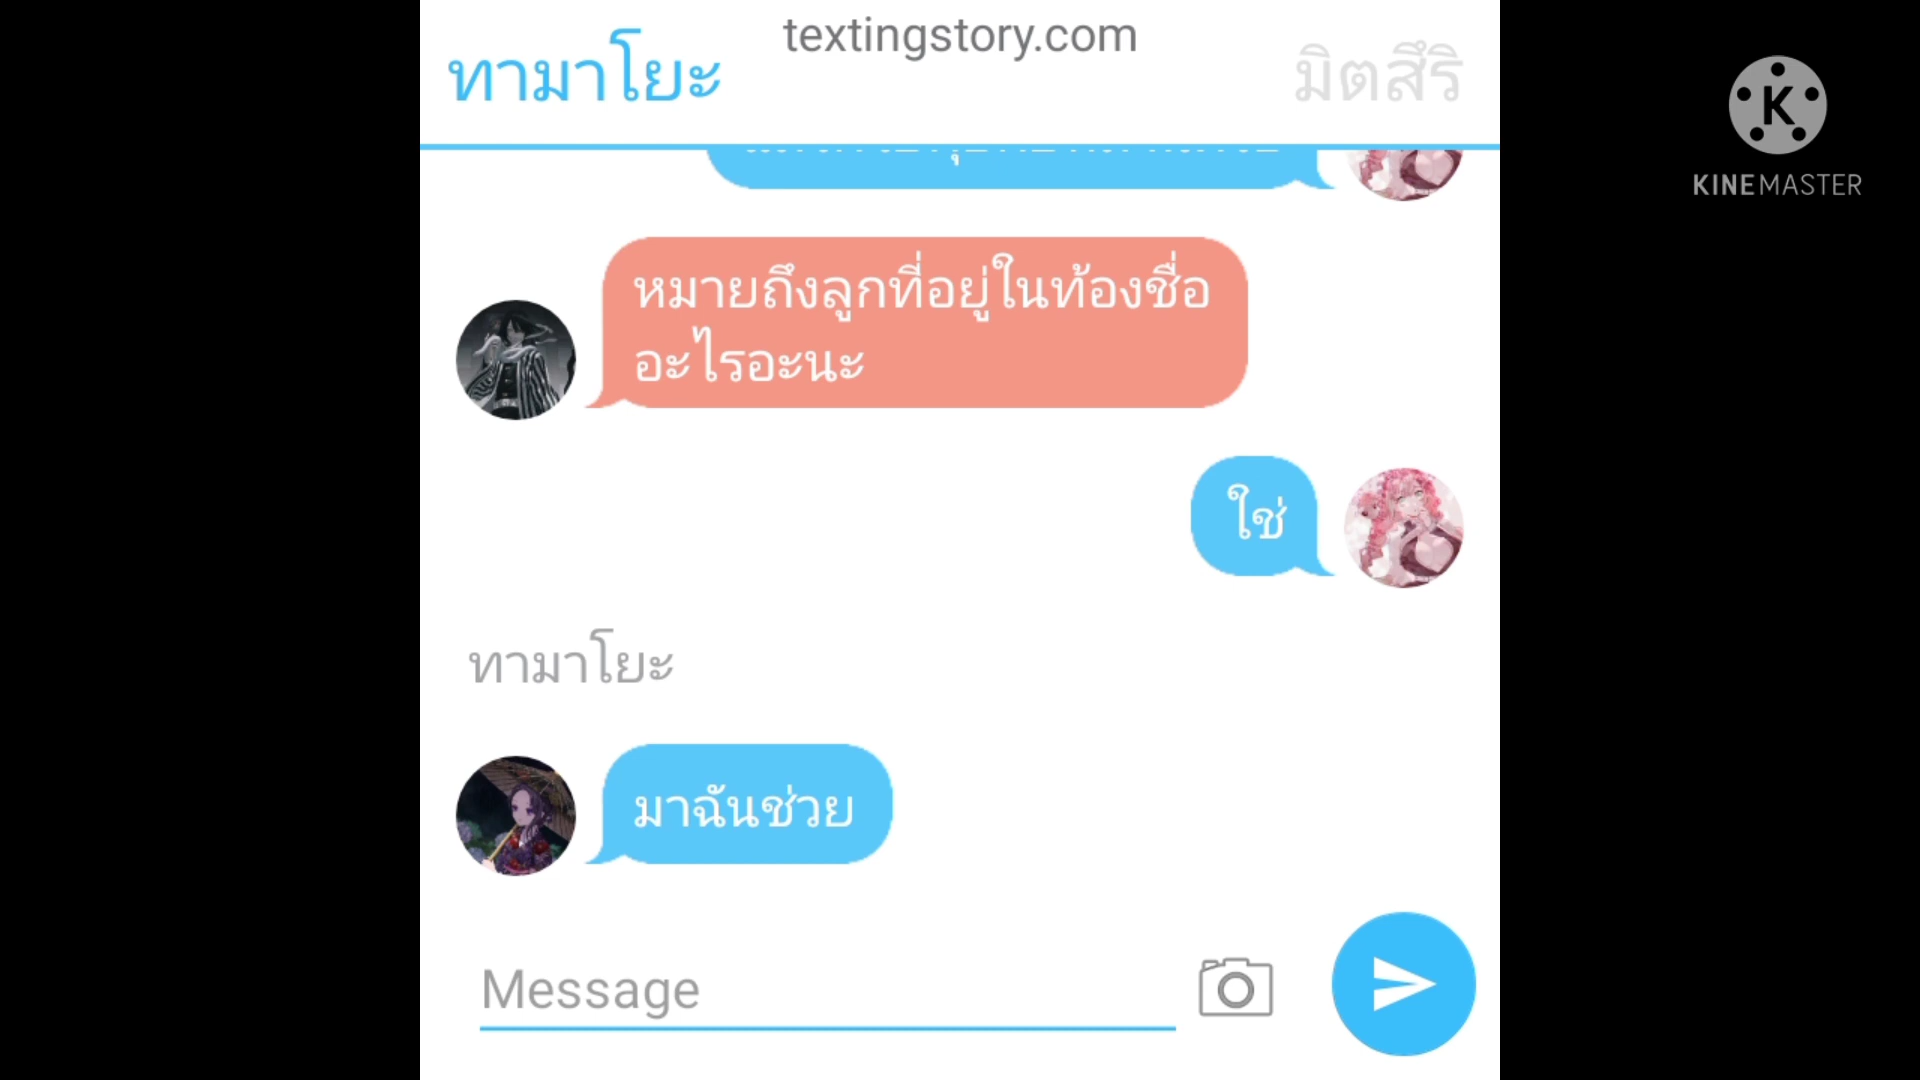 textingstory.com
ทามาโยะ
มิตสึริ
หมายถึงลูกที่อยู่ในท้องชื่อ
อะไรอะนะ
ใช่
ทามาโยะ
มาฉันช่วย
Message
K
KINEMASTER